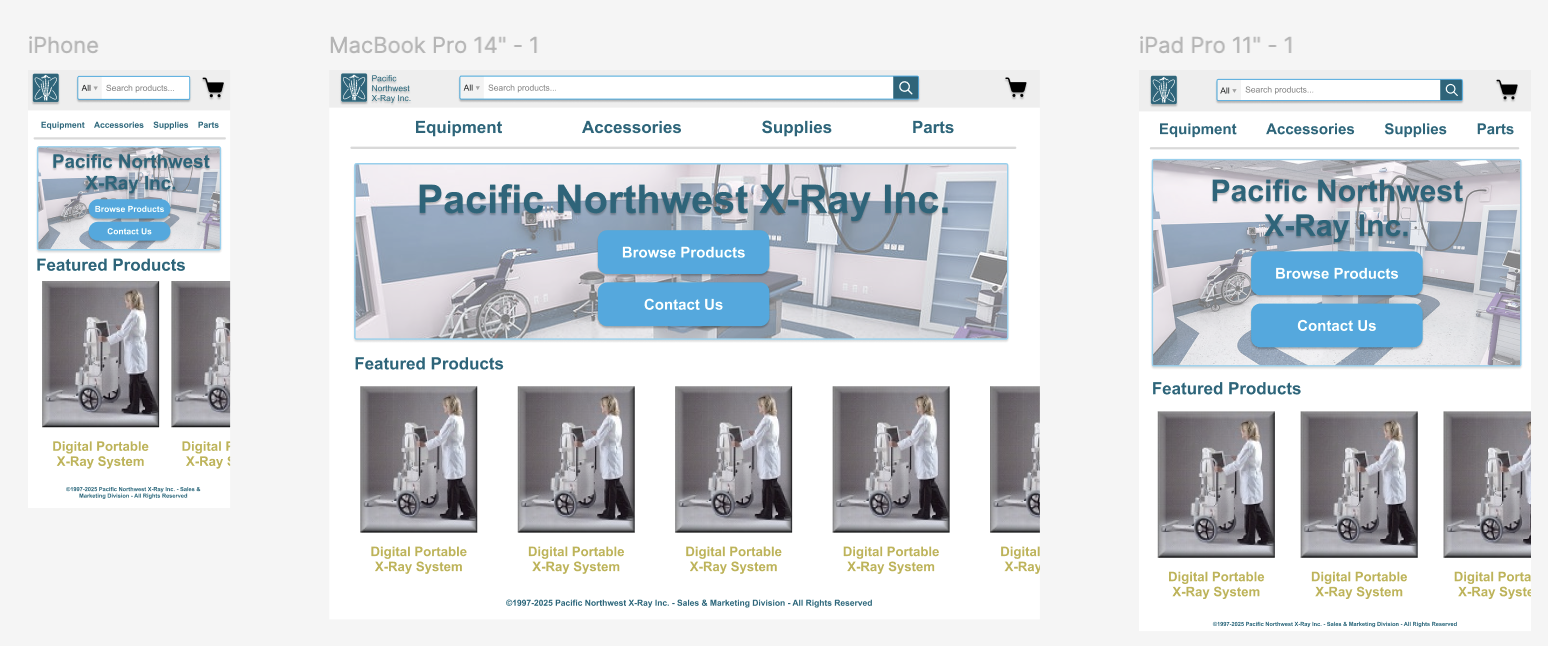 iPhone
All
Search products...
Equipment Accessories Supplies Parts
Pacific Northwest
X-Ray Inc.
Browse Products
Contact Us
Featured Products
Digital Portable
X-Ray System
Digital P
X-Ray S
©1997-2025 Pacific Northwest X-Ray Inc. - Sales &
Marketing Division - All Rights Reserved
MacBook Pro 14" - 1
Pacific
Northwest
X-Ray Inc.
All
Search products...
Equipment Accessories Supplies Parts
Pacific Northwest X-Ray Inc.
Browse Products
Contact Us
Featured Products
Digital Portable
X-Ray System
Digital Portable
X-Ray System
Digital Portable
X-Ray System
Digital Portable
X-Ray System
Digital
X-Ray
©1997-2025 Pacific Northwest X-Ray Inc. - Sales & Marketing Division - All Rights Reserved
iPad Pro 11" - 1
All
Search products...
Equipment Accessories Supplies Parts
Pacific Northwest
X-Ray Inc.
Browse Products
Contact Us
Featured Products
Digital Portable
X-Ray System
Digital Portable
X-Ray System
Digital Porta
X-Ray Syste
©1997-2025 Pacific Northwest X-Ray Inc. - Sales & Marketing Division - All Rights Reserved